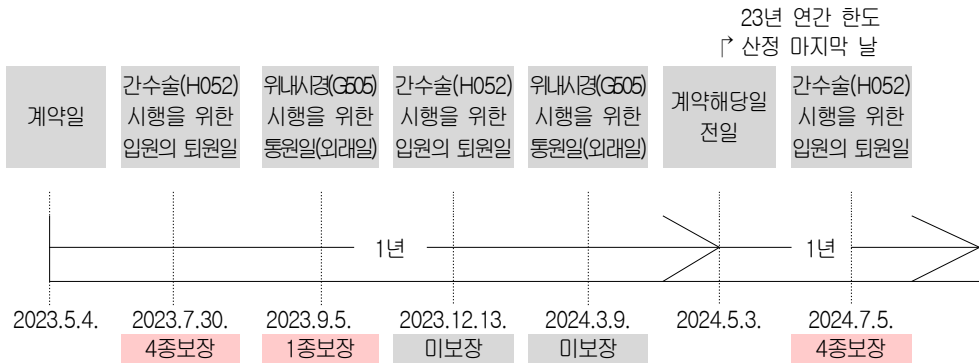 23년 연간 한도
┌ 산정 마지막 날
계약일
간수술(H052)
시행을 위한
입원의 퇴원일
위내시경(G505)
시행을 위한
통원일(외래일)
간수술(H052)
시행을 위한
입원의 퇴원일
위내시경(G505)
시행을 위한
통원일(외래일)
계약해당일
전일
간수술(H052)
시행을 위한
입원의 퇴원일
1년
1년
2023.5.4.
2023.7.30.
2023.9.5.
2023.12.13.
2024.3.9.
2024.5.3.
2024.7.5.
4종보장
1종보장
미보장
미보장
4종보장